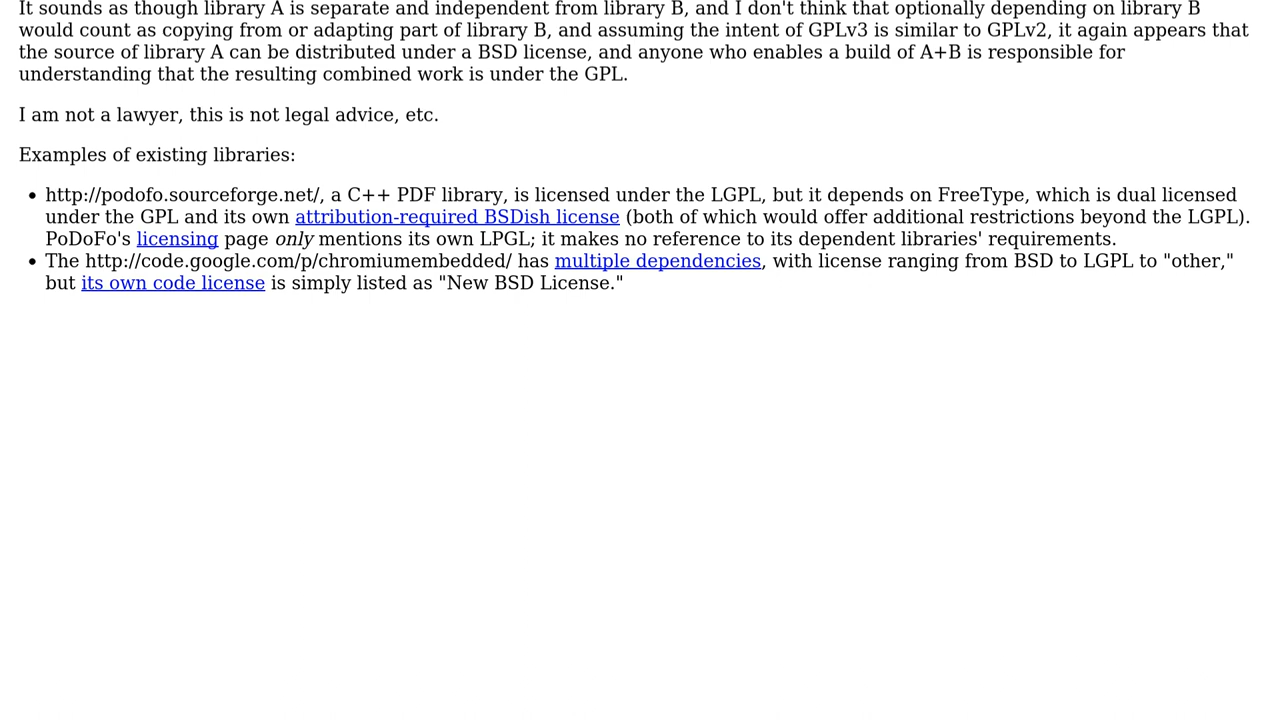 It sounds as though library A is separate and independent from library B, and I don't think that optionally depending on library B
would count as copying from or adapting part of library B, and assuming the intent of GPLv3 is similar to GPLv2, it again appears that
the source of library A can be distributed under a BSD license, and anyone who enables a build of A+B is responsible for
understanding that the resulting combined work is under the GPL.
I am not a lawyer, this is not legal advice, etc.
Examples of existing libraries:
• http://podofo.sourceforge.net/, a C++ PDF library, is licensed under the LGPL, but it depends on FreeType, which is dual licensed
under the GPL and its own attribution-required BSDish license (both of which would offer additional restrictions beyond the LGPL).
PoDoFo's licensing page only mentions its own LPGL; it makes no reference to its dependent libraries' requirements.
• The http://code.google.com/p/chromiumembedded/ has multiple dependencies, with license ranging from BSD to LGPL to "other,"
but its own code license is simply listed as "New BSD License."